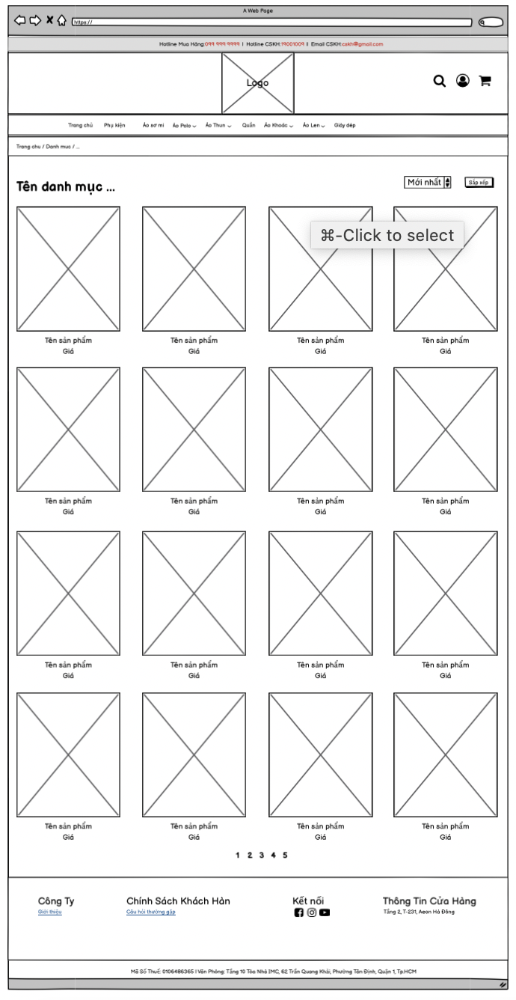 A Web Page
https://
Hotline Mua Hàng:099 999 9999 | Hotline CSKH:19001009 | Email CSKH:cskh@gmail.com
Logo
Trang chủ Phụ kiện Áo sơ mi Áo Polo Áo Thun Quần Áo Khoác Áo Len Giày dép
Trang chu / Danh muc / ...
Tên danh mục ...
Mới nhất Sắp xếp
⌘-Click to select
Tên sản phẩm Tên sản phẩm Tên sản phẩm Tên sản phẩm
Giá Giá Giá Giá
Tên sản phẩm Tên sản phẩm Tên sản phẩm Tên sản phẩm
Giá Giá Giá Giá
Tên sản phẩm Tên sản phẩm Tên sản phẩm Tên sản phẩm
Giá Giá Giá Giá
Tên sản phẩm Tên sản phẩm Tên sản phẩm Tên sản phẩm
Giá Giá Giá Giá
1 2 3 4 5
Công Ty Chính Sách Khách Hàn Kết nối Thông Tin Cửa Hàng
Giới thiệu Câu hỏi thường gặp Tầng 2, T-231, Aeon Hà Đông
Mã Số Thuế: 0106486365 | Văn Phòng: Tầng 10 Tòa Nhà IMC, 62 Trần Quang Khải, Phường Tân Định, Quận 1, Tp.HCM